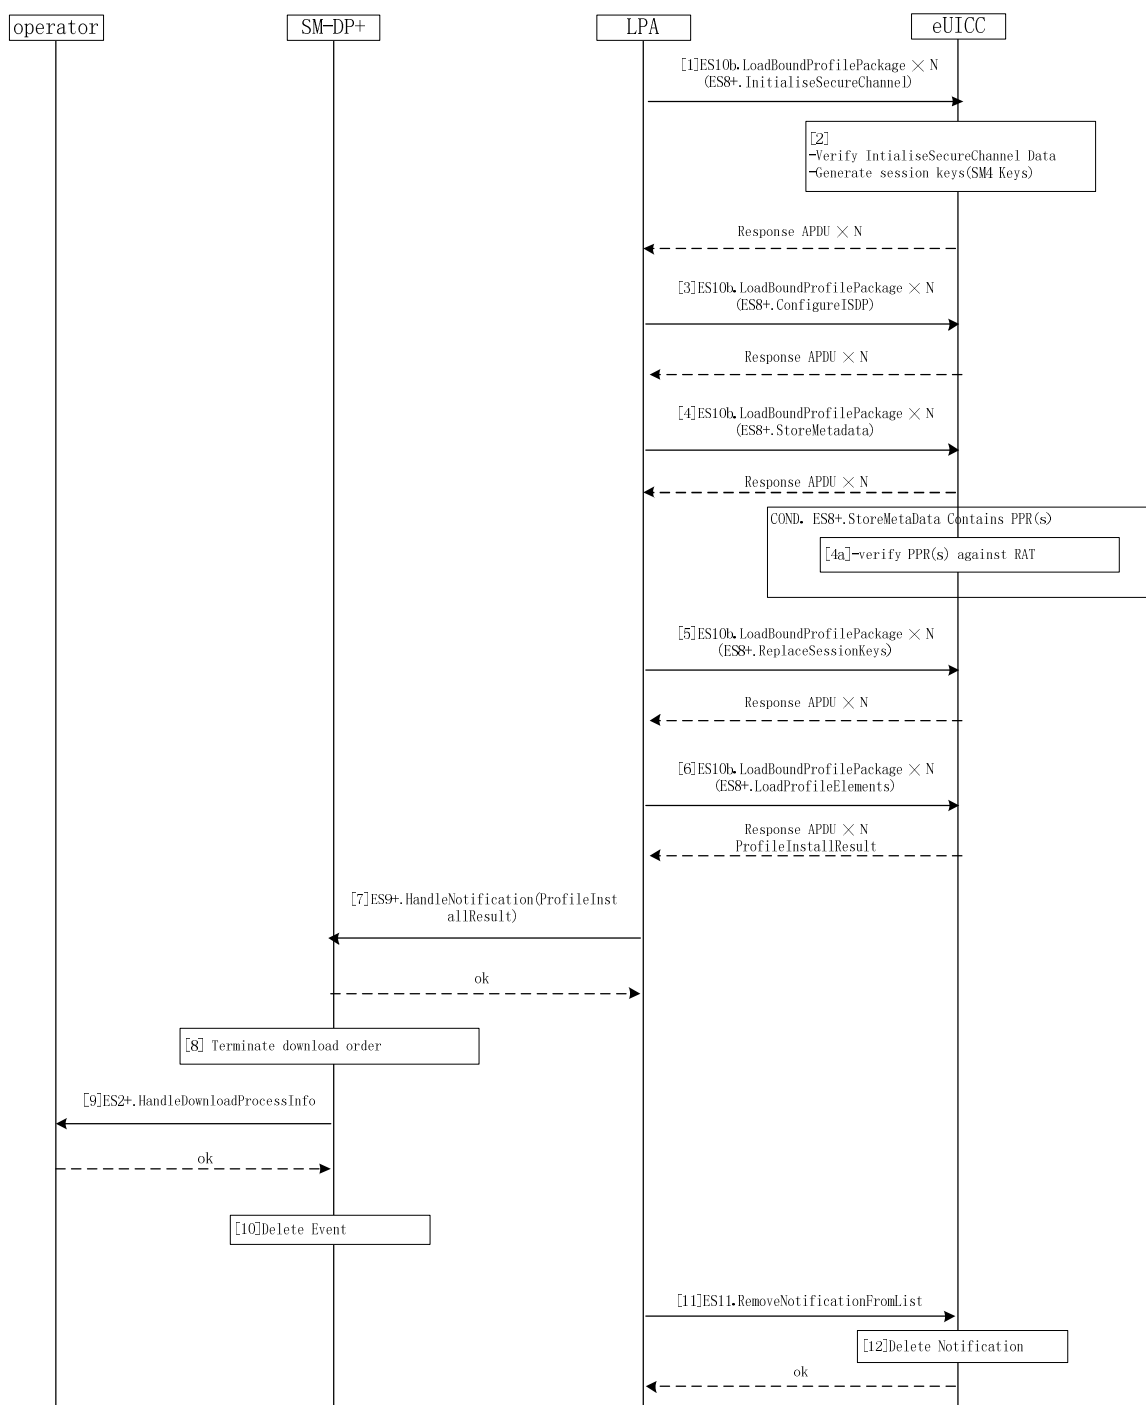 operator
SM-DP+
LPA
eUICC
[1]ES10b.LoadBoundProfilePackage × N
(ES8+.InitialiseSecureChannel)
[2]
-Verify IntialiseSecureChannel Data
-Generate session keys(SM4 Keys)
Response APDU × N
[3]ES10b.LoadBoundProfilePackage × N
(ES8+.ConfigureISDP)
Response APDU × N
[4]ES10b.LoadBoundProfilePackage × N
(ES8+.StoreMetadata)
Response APDU × N
COND. ES8+.StoreMetaData Contains PPR(s)
[4a]-verify PPR(s) against RAT
[5]ES10b.LoadBoundProfilePackage × N
(ES8+.ReplaceSessionKeys)
Response APDU × N
[6]ES10b.LoadBoundProfilePackage × N
(ES8+.LoadProfileElements)
Response APDU × N
ProfileInstallResult
[7]ES9+.HandleNotification(ProfileInst
allResult)
ok
[8] Terminate download order
[9]ES2+.HandleDownloadProcessInfo
ok
[10]Delete Event
[11]ES11.RemoveNotificationFromList
[12]Delete Notification
ok